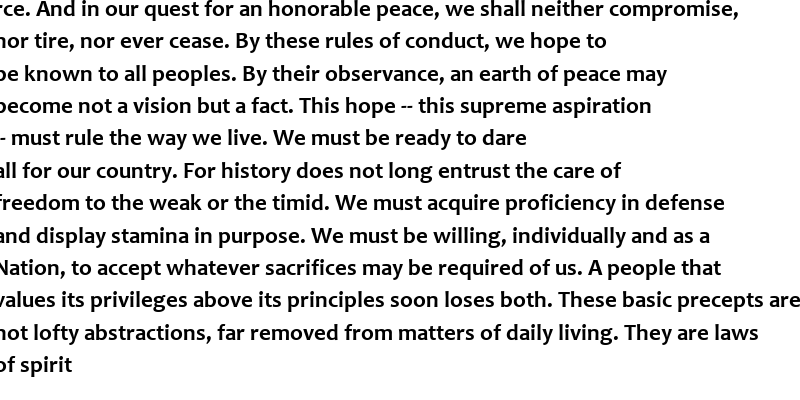 rce. And in our quest for an honorable peace, we shall neither compromise,
nor tire, nor ever cease. By these rules of conduct, we hope to
be known to all peoples. By their observance, an earth of peace may
become not a vision but a fact. This hope -- this supreme aspiration
-- must rule the way we live. We must be ready to dare
all for our country. For history does not long entrust the care of
freedom to the weak or the timid. We must acquire proficiency in defense
and display stamina in purpose. We must be willing, individually and as a
Nation, to accept whatever sacrifices may be required of us. A people that
values its privileges above its principles soon loses both. These basic precepts are
not lofty abstractions, far removed from matters of daily living. They are laws
of spirit